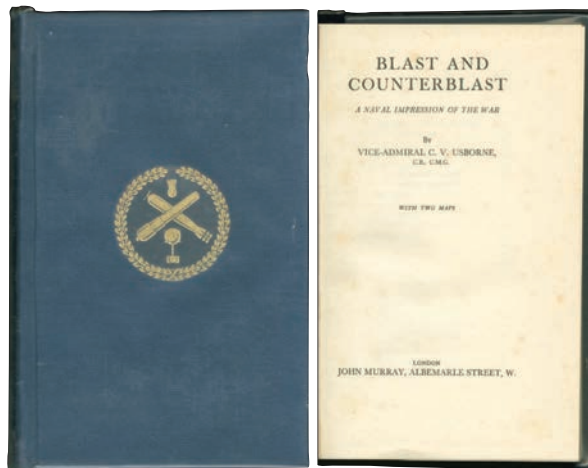 BLAST AND
COUNTERBLAST
A NAVAL IMPRESSION OF THE WAR
By
VICE-ADMIRAL C. V. USBORNE,
C.B., C.M.G.
WITH TWO MAPS
LONDON
JOHN MURRAY, ALBEMARLE STREET, W.